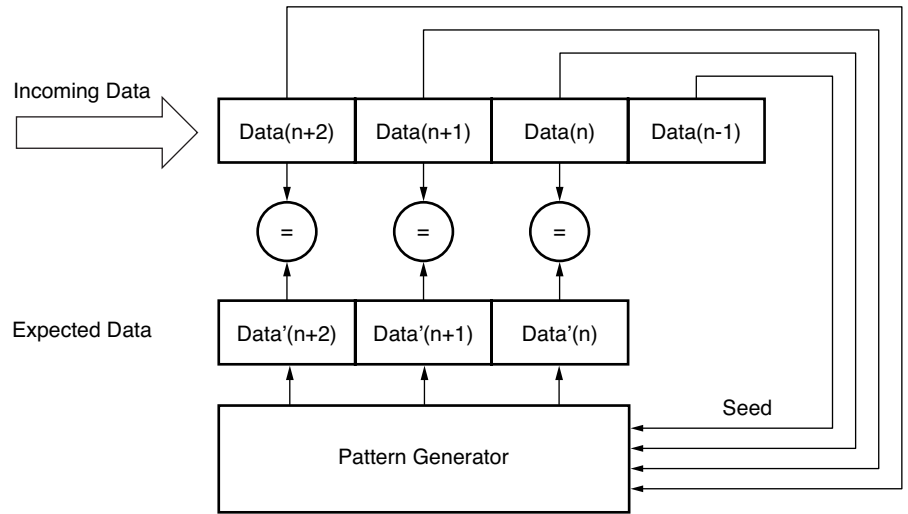 Incoming Data
Data(n+2) Data(n+1) Data(n) Data(n-1)
= = =
Expected Data
Data’(n+2) Data’(n+1) Data’(n)
Seed
Pattern Generator